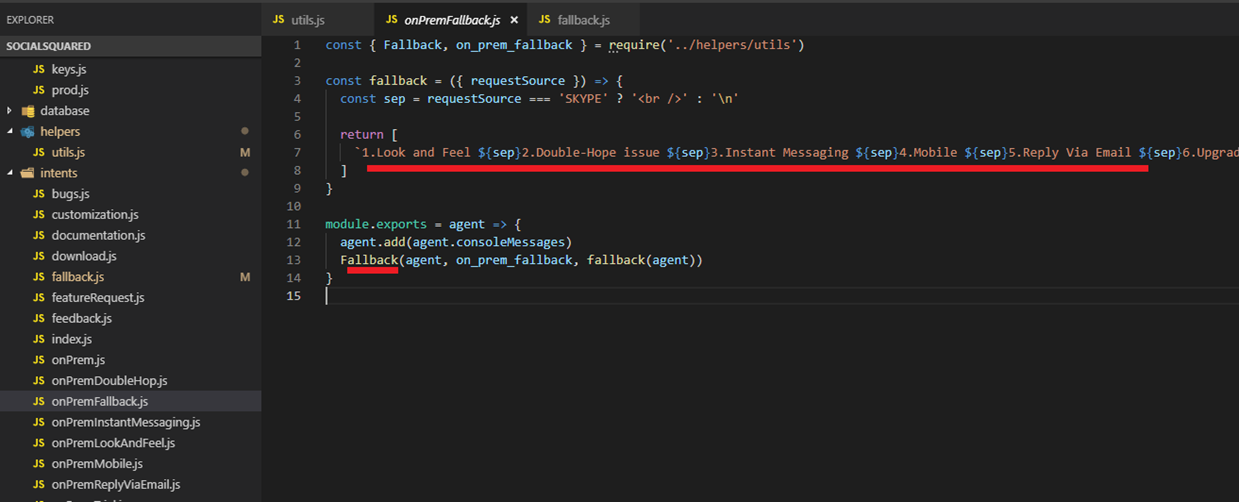 EXPLORER
SOCIALSQUARED
JS keys.js
JS prod.js
database
helpers
JS utils.js M
intents
JS bugs.js
JS customization.js
JS documentation.js
JS download.js
JS fallback.js M
JS featureRequest.js
JS feedback.js
JS index.js
JS onPrem.js
JS onPremDoubleHop.js
JS onPremFallback.js
JS onPremInstantMessaging.js
JS onPremLookAndFeel.js
JS onPremMobile.js
JS onPremReplyViaEmail.js
JS utils.js JS onPremFallback.js × JS fallback.js
1 const { Fallback, on_prem_fallback } = require('../helpers/utils')
2
3 const fallback = ({ requestSource }) => {
4 const sep = requestSource === 'SKYPE' ? '<br />' : '\n'
5
6 return [
7 `1.Look and Feel ${sep}2.Double-Hope issue ${sep}3.Instant Messaging ${sep}4.Mobile ${sep}5.Reply Via Email ${sep}6.Upgrad
8 ]
9 }
10
11 module.exports = agent => {
12 agent.add(agent.consoleMessages)
13 Fallback(agent, on_prem_fallback, fallback(agent))
14 }
15